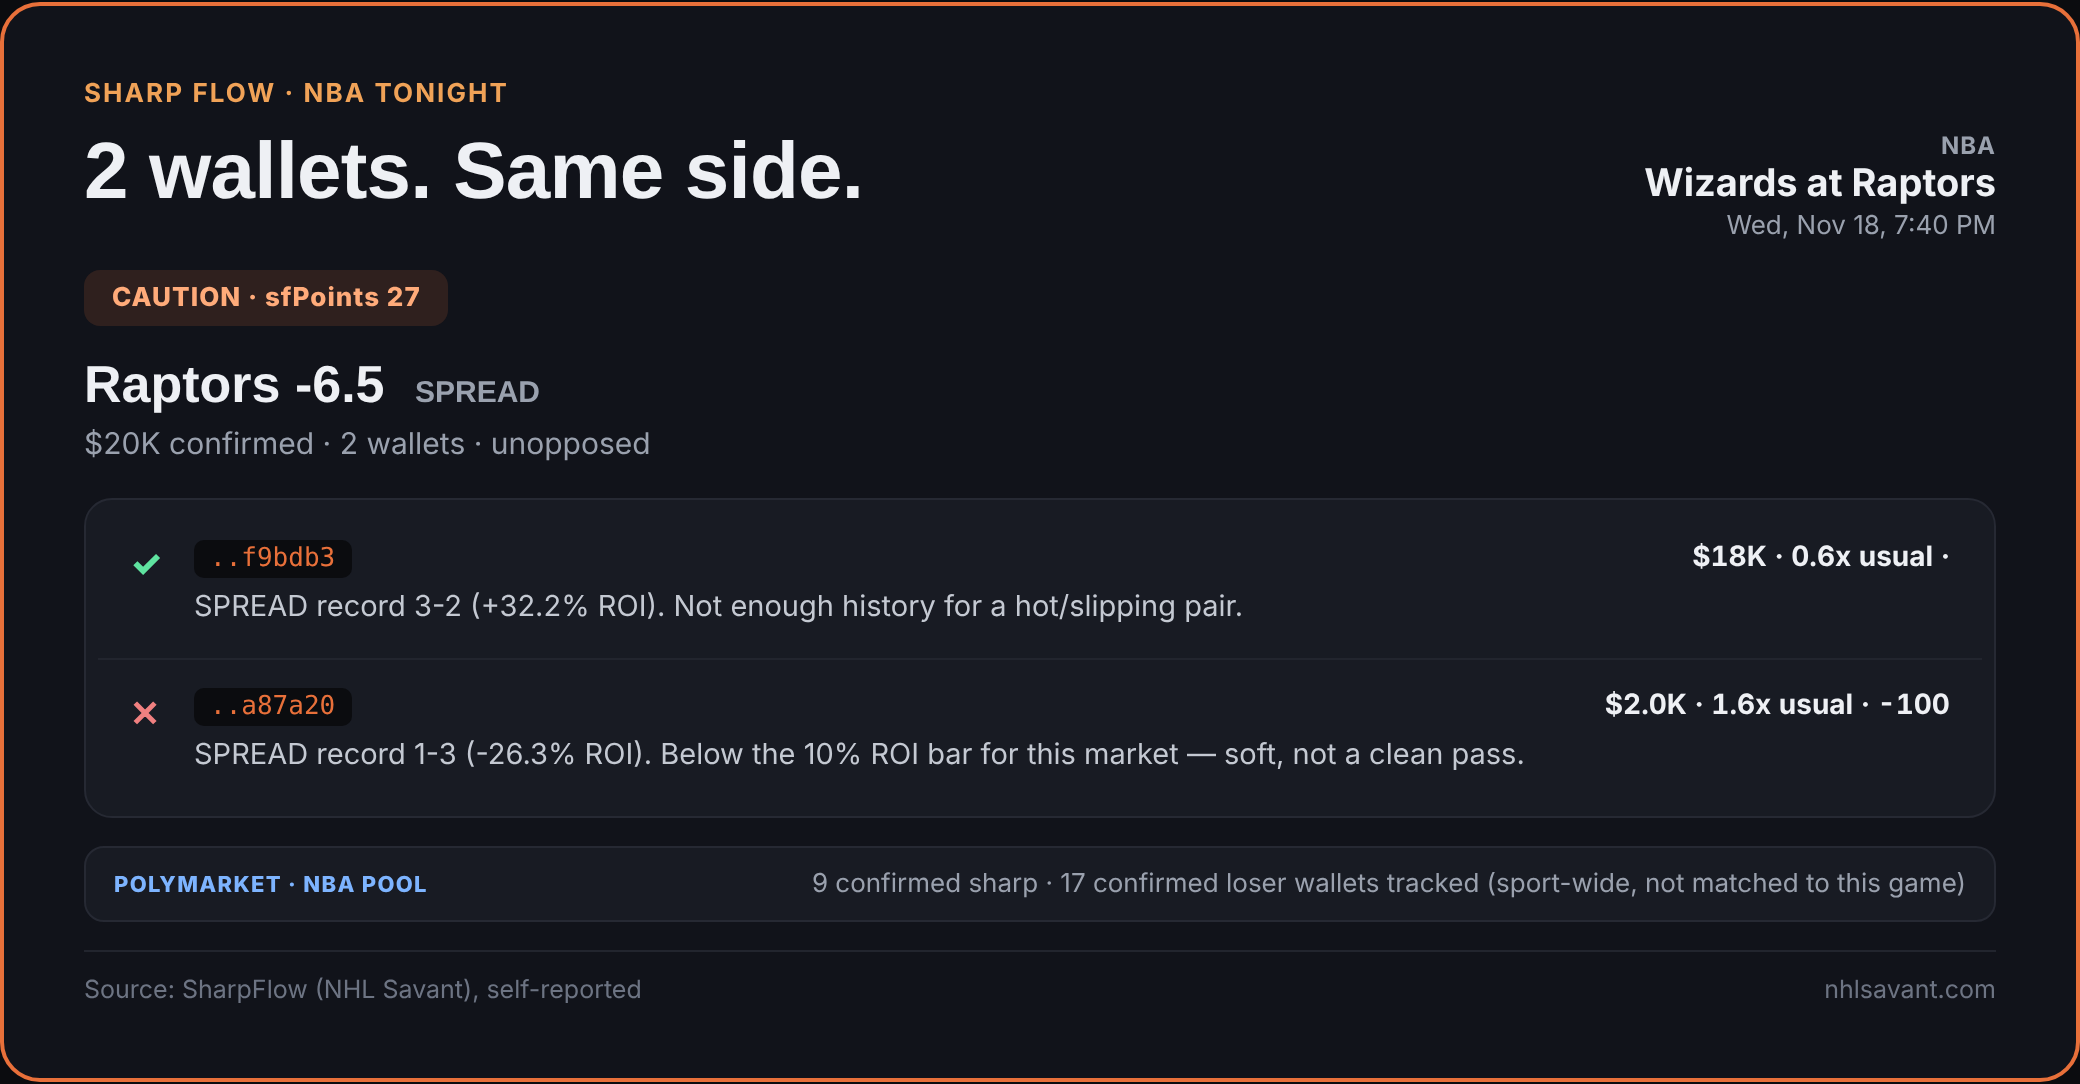 SHARP FLOW · NBA TONIGHT
2 wallets. Same side.
NBA
Wizards at Raptors
Wed, Nov 18, 7:40 PM
CAUTION · sfPoints 27
Raptors -6.5 SPREAD
$20K confirmed · 2 wallets · unopposed
..f9bdb3 $18K · 0.6x usual ·
SPREAD record 3-2 (+32.2% ROI). Not enough history for a hot/slipping pair.
..a87a20 $2.0K · 1.6x usual · -100
SPREAD record 1-3 (-26.3% ROI). Below the 10% ROI bar for this market — soft, not a clean pass.
POLYMARKET · NBA POOL 9 confirmed sharp · 17 confirmed loser wallets tracked (sport-wide, not matched to this game)
Source: SharpFlow (NHL Savant), self-reported nhlsavant.com